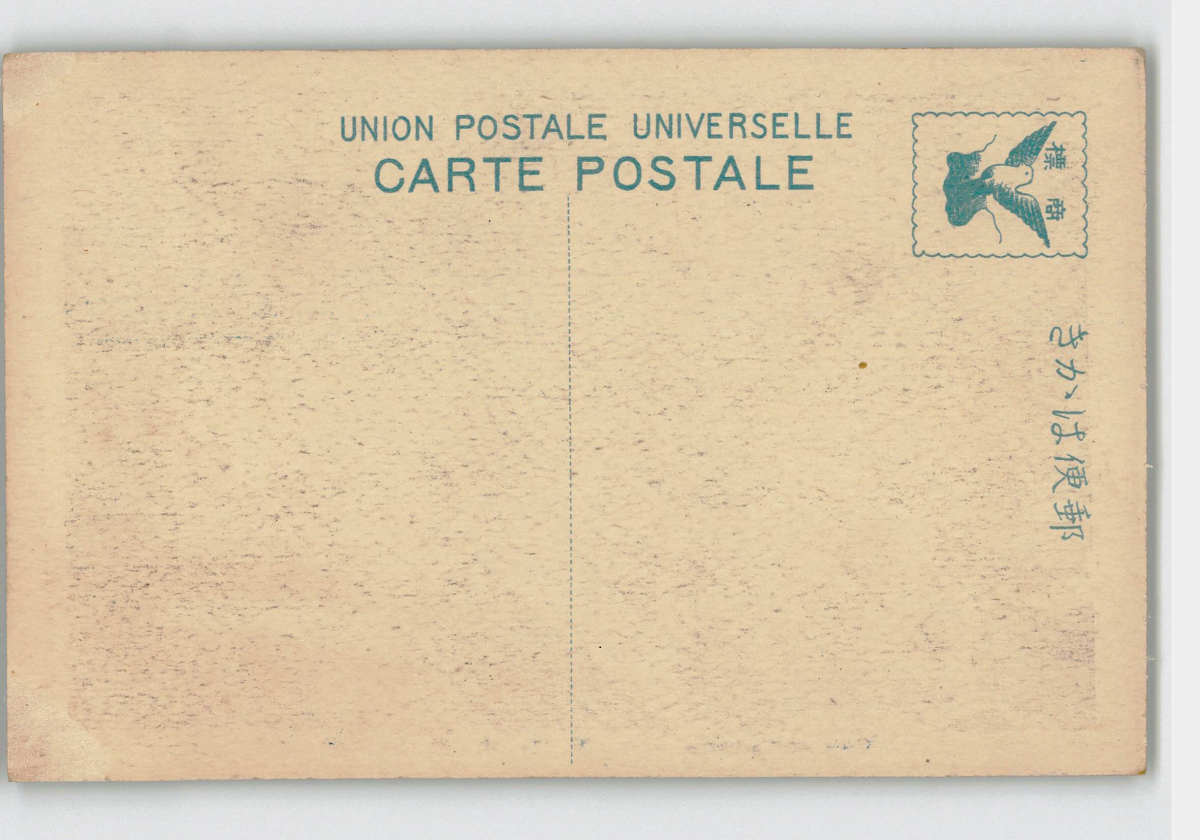 UNION POSTALE UNIVERSELLE
CARTE POSTALE
商標
郵便はがき